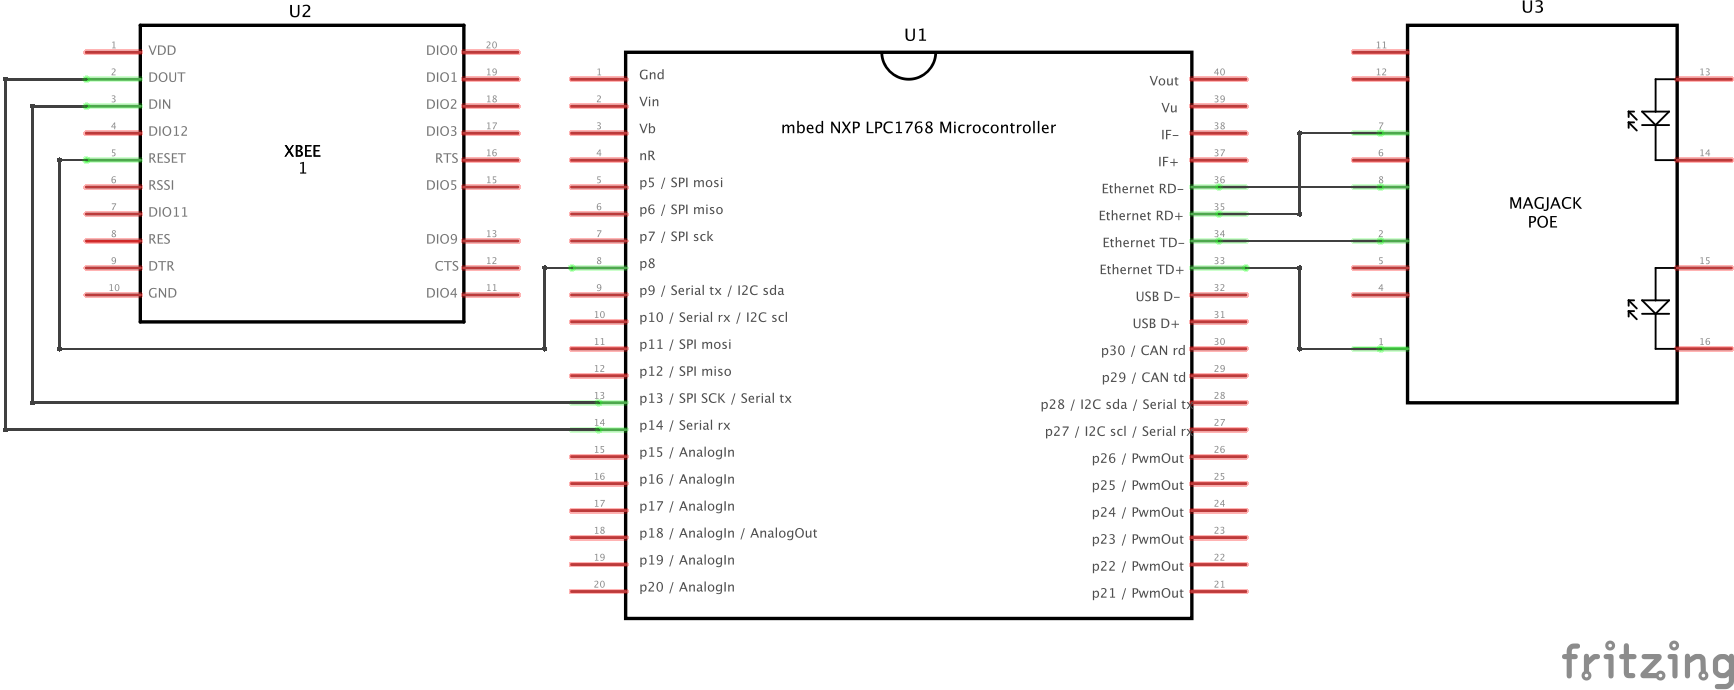 U2
1 VDD DIO0 20
2 DOUT DIO1 19
3 DIN DIO2 18
4 DIO12 DIO3 17
5 RESET RTS 16
6 RSSI DIO5 15
7 DIO11
8 RES DIO9 13
9 DTR CTS 12
10 GND DIO4 11
XBEE
1
U1
mbed NXP LPC1768 Microcontroller
1 Gnd Vout 40
2 Vin Vu 39
3 Vb IF- 38
4 nR IF+ 37
5 p5 / SPI mosi Ethernet RD- 36
6 p6 / SPI miso Ethernet RD+ 35
7 p7 / SPI sck Ethernet TD- 34
8 p8 Ethernet TD+ 33
9 p9 / Serial tx / I2C sda USB D- 32
10 p10 / Serial rx / I2C scl USB D+ 31
11 p11 / SPI mosi p30 / CAN rd 30
12 p12 / SPI miso p29 / CAN td 29
13 p13 / SPI SCK / Serial tx p28 / I2C sda / Serial tx 28
14 p14 / Serial rx p27 / I2C scl / Serial rx 27
15 p15 / AnalogIn p26 / PwmOut 26
16 p16 / AnalogIn p25 / PwmOut 25
17 p17 / AnalogIn p24 / PwmOut 24
18 p18 / AnalogIn / AnalogOut p23 / PwmOut 23
19 p19 / AnalogIn p22 / PwmOut 22
20 p20 / AnalogIn p21 / PwmOut 21
U3
11
12 13
7
6 14
8
MAGJACK
POE
2
5 15
4
1 16
fritzing